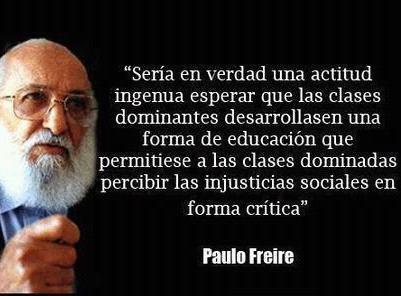 “Sería en verdad una actitud
ingenua esperar que las clases
dominantes desarrollasen una
forma de educación que
permitiese a las clases dominadas
percibir las injusticias sociales en
forma crítica”
Paulo Freire